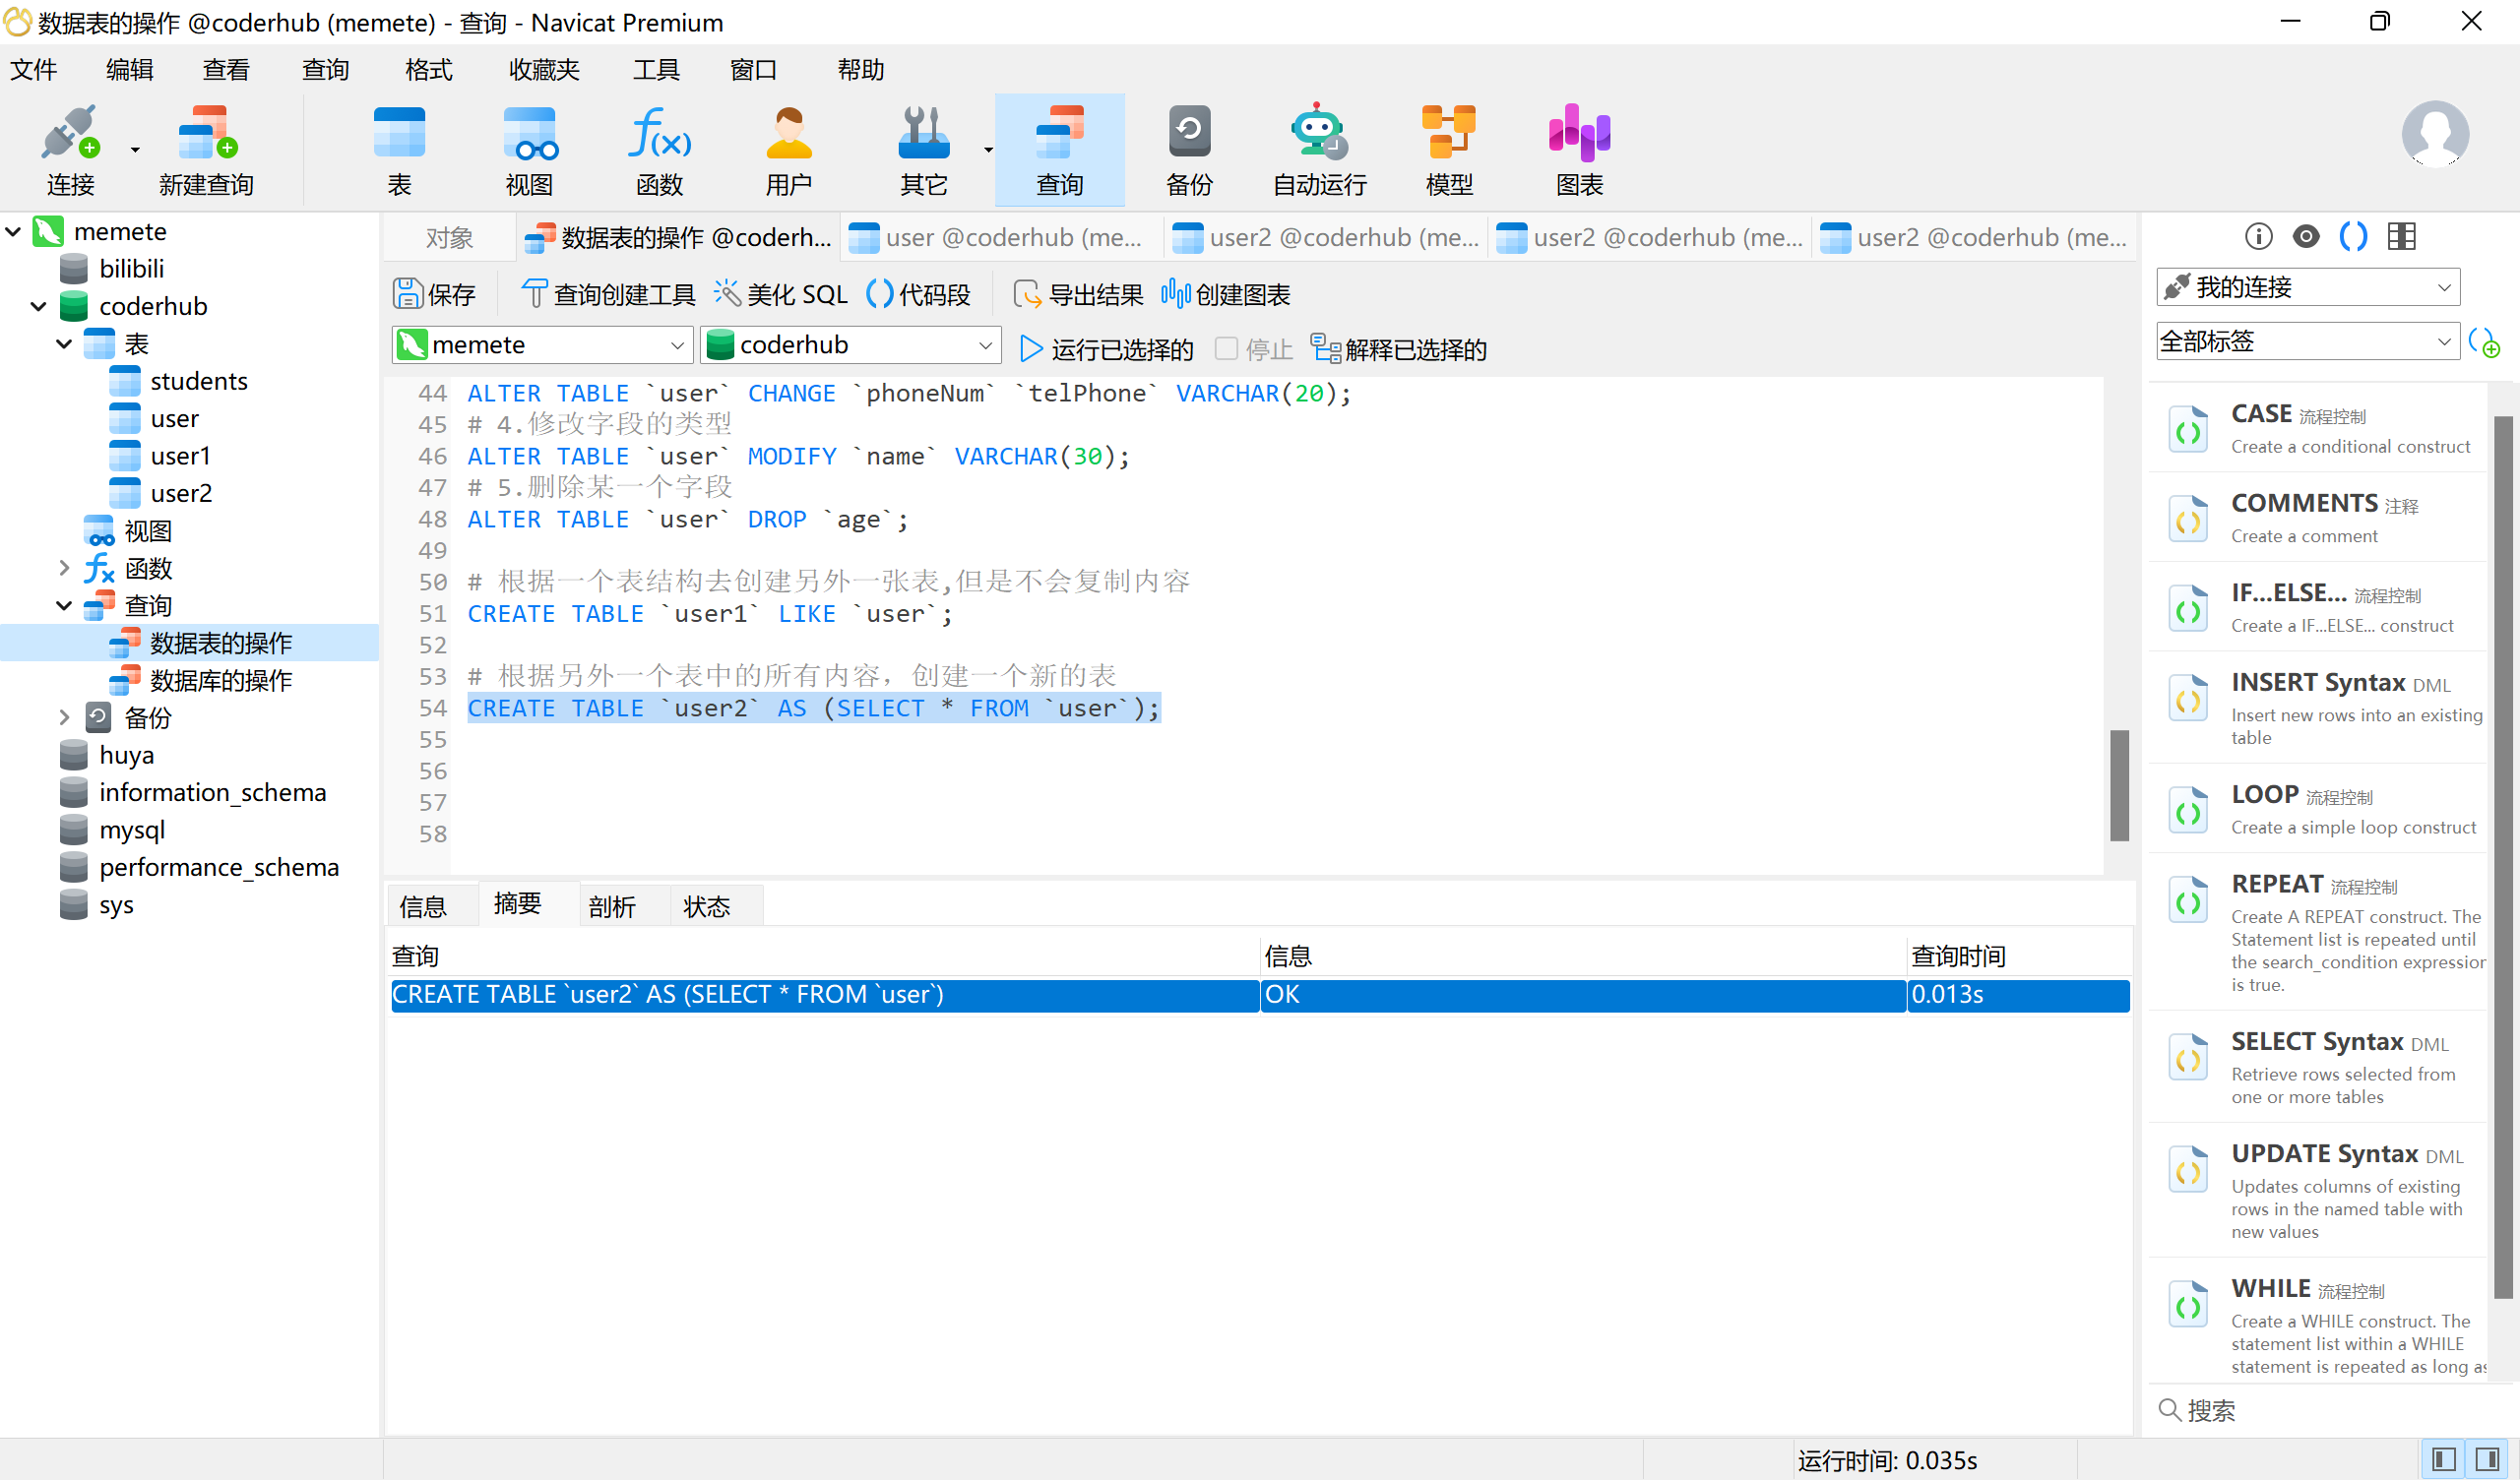 数据表的操作 @coderhub (memete) - 查询 - Navicat Premium
文件 编辑 查看 查询 格式 收藏夹 工具 窗口 帮助
连接 新建查询 表 视图 函数 用户 其它 查询 备份 自动运行 模型 图表
memete
bilibili
coderhub
表
students
user
user1
user2
视图
函数
查询
数据表的操作
数据库的操作
备份
huya
information_schema
mysql
performance_schema
sys
对象 数据表的操作 @coderh... user @coderhub (me... user2 @coderhub (me... user2 @coderhub (me... user2 @coderhub (me...
保存 查询创建工具 美化 SQL 代码段 导出结果 创建图表
memete coderhub 运行已选择的 停止 解释已选择的
44 ALTER TABLE `user` CHANGE `phoneNum` `telPhone` VARCHAR(20);
45 # 4.修改字段的类型
46 ALTER TABLE `user` MODIFY `name` VARCHAR(30);
47 # 5.删除某一个字段
48 ALTER TABLE `user` DROP `age`;
49
50 # 根据一个表结构去创建另外一张表,但是不会复制内容
51 CREATE TABLE `user1` LIKE `user`;
52
53 # 根据另外一个表中的所有内容，创建一个新的表
54 CREATE TABLE `user2` AS (SELECT * FROM `user`);
55
56
57
58
信息 摘要 剖析 状态
查询 信息 查询时间
CREATE TABLE `user2` AS (SELECT * FROM `user`) OK 0.013s
我的连接
全部标签
CASE 流程控制
Create a conditional construct
COMMENTS 注释
Create a comment
IF...ELSE... 流程控制
Create a IF...ELSE... construct
INSERT Syntax DML
Insert new rows into an existing
table
LOOP 流程控制
Create a simple loop construct
REPEAT 流程控制
Create A REPEAT construct. The
Statement list is repeated until
the search_condition expression
is true.
SELECT Syntax DML
Retrieve rows selected from
one or more tables
UPDATE Syntax DML
Updates columns of existing
rows in the named table with
new values
WHILE 流程控制
Create a WHILE construct. The
statement list within a WHILE
statement is repeated as long as
搜索
运行时间: 0.035s